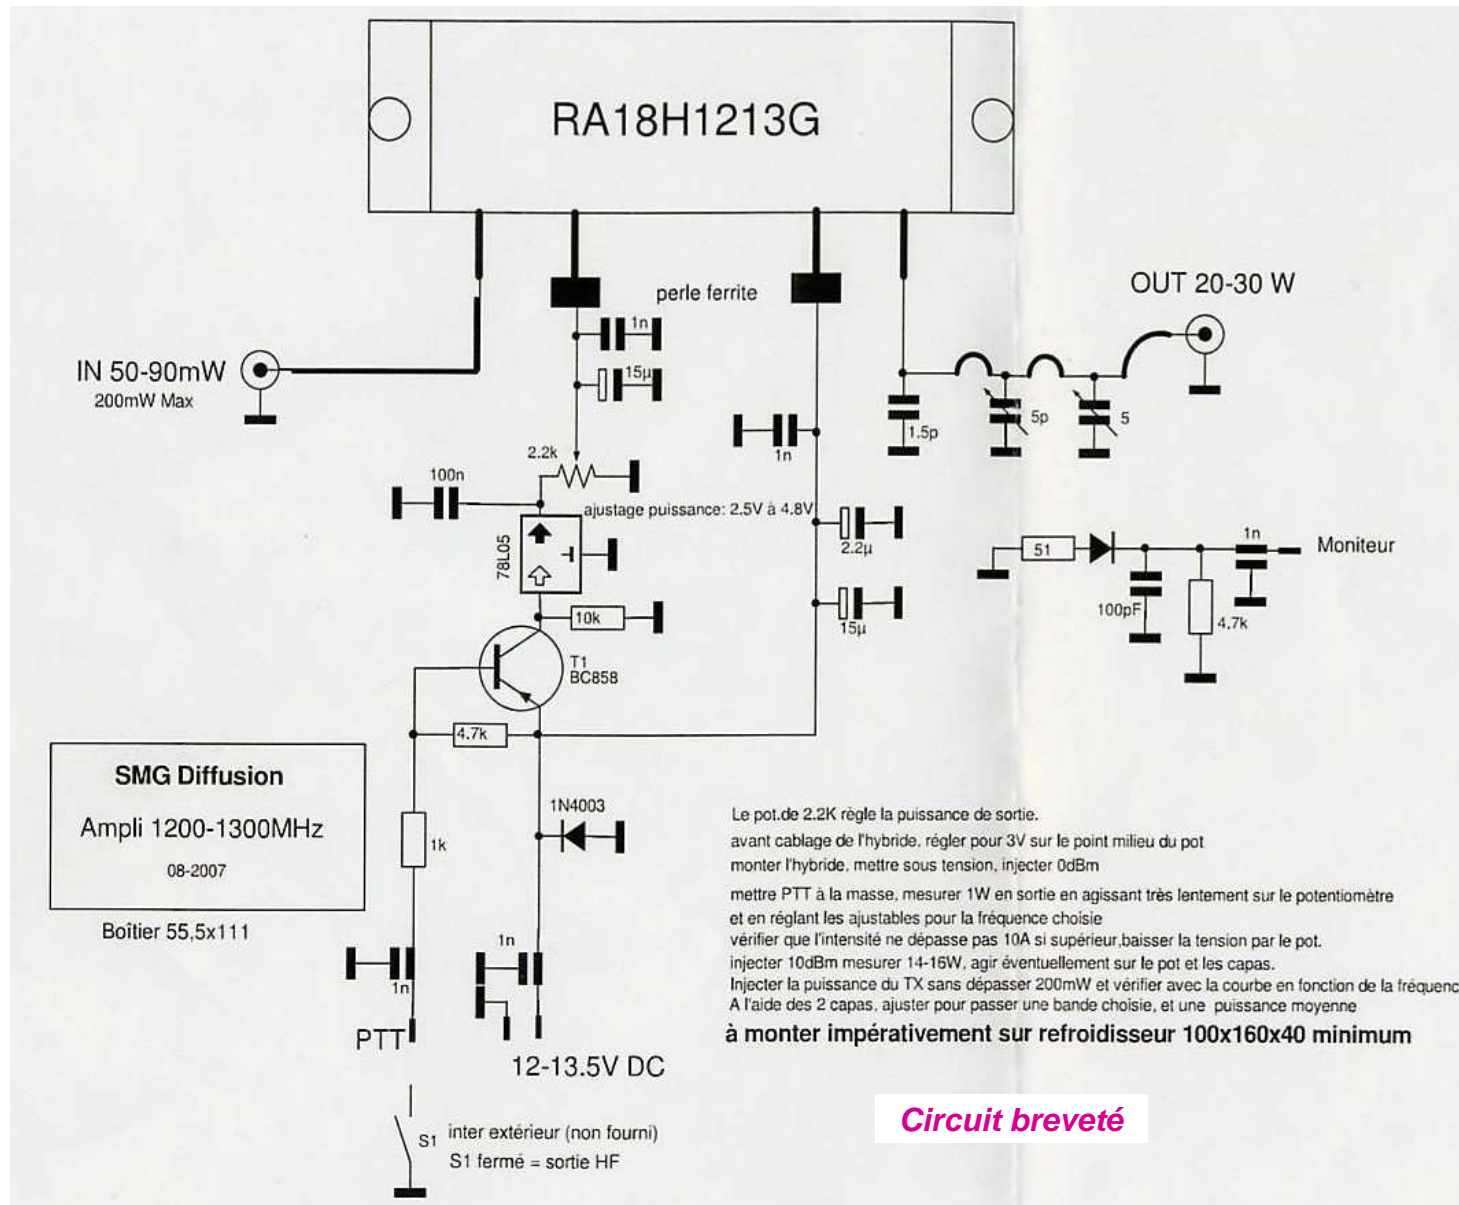 RA18H1213G
perle ferrite
OUT 20-30 W
1n
IN 50-90mW
200mW Max
15µ
5p
5
1.5p
1n
2.2k
100n
ajustage puissance: 2.5V à 4.8V
78L05
2.2µ
51
1n
Moniteur
100pF
4.7k
10k
15µ
T1
BC858
4.7k
SMG Diffusion
Ampli 1200-1300MHz
08-2007
Boîtier 55,5x111
1N4003
1k
1n
1n
PTT
12-13.5V DC
S1
inter extérieur (non fourni)
S1 fermé = sortie HF
Le pot.de 2.2K règle la puissance de sortie.
avant cablage de l'hybride, régler pour 3V sur le point milieu du pot
monter l'hybride, mettre sous tension, injecter 0dBm
mettre PTT à la masse, mesurer 1W en sortie en agissant très lentement sur le potentiomètre
et en réglant les ajustables pour la fréquence choisie
vérifier que l'intensité ne dépasse pas 10A si supérieur,baisser la tension par le pot.
injecter 10dBm mesurer 14-16W, agir éventuellement sur le pot et les capas.
Injecter la puissance du TX sans dépasser 200mW et vérifier avec la courbe en fonction de la fréquenc
A l'aide des 2 capas, ajuster pour passer une bande choisie, et une puissance moyenne
à monter impérativement sur refroidisseur 100x160x40 minimum
Circuit breveté